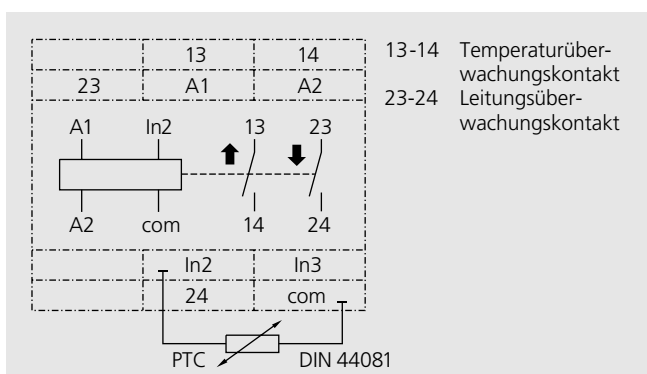 13 14
23 A1 A2
A1 In2 13 23
A2 com 14 24
In2 In3
24 com
PTC DIN 44081
13-14 Temperaturüber-
wachungskontakt
23-24 Leitungsüber-
wachungskontakt